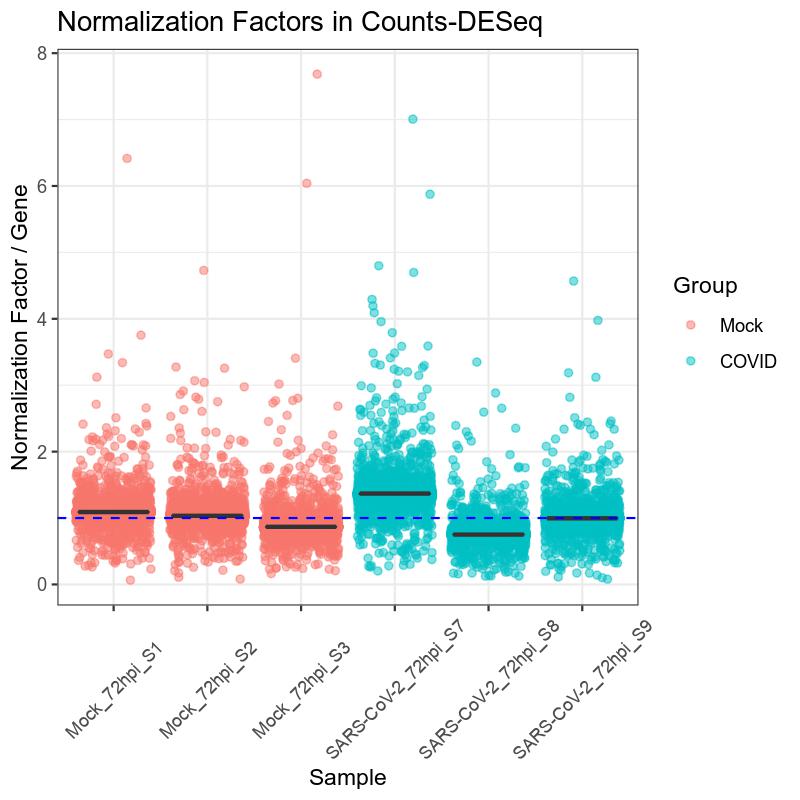 Normalization Factors in Counts-DESeq
8
6
4
2
0
Normalization Factor / Gene
Mock_72hpi_S1
Mock_72hpi_S2
Mock_72hpi_S3
SARS-CoV-2_72hpi_S7
SARS-CoV-2_72hpi_S8
SARS-CoV-2_72hpi_S9
Sample
Group
Mock
COVID